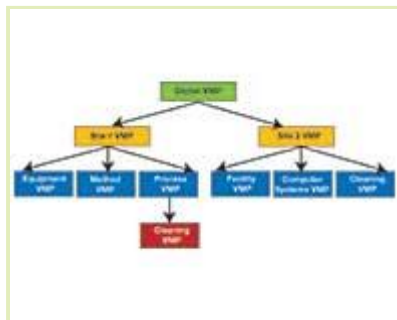 Global VMP
Site 1 VMP
Site 2 VMP
Equipment
VMP
Method
VMP
Process
VMP
Facility
VMP
Computer
Systems VMP
Cleaning
VMP
Cleaning
VMP